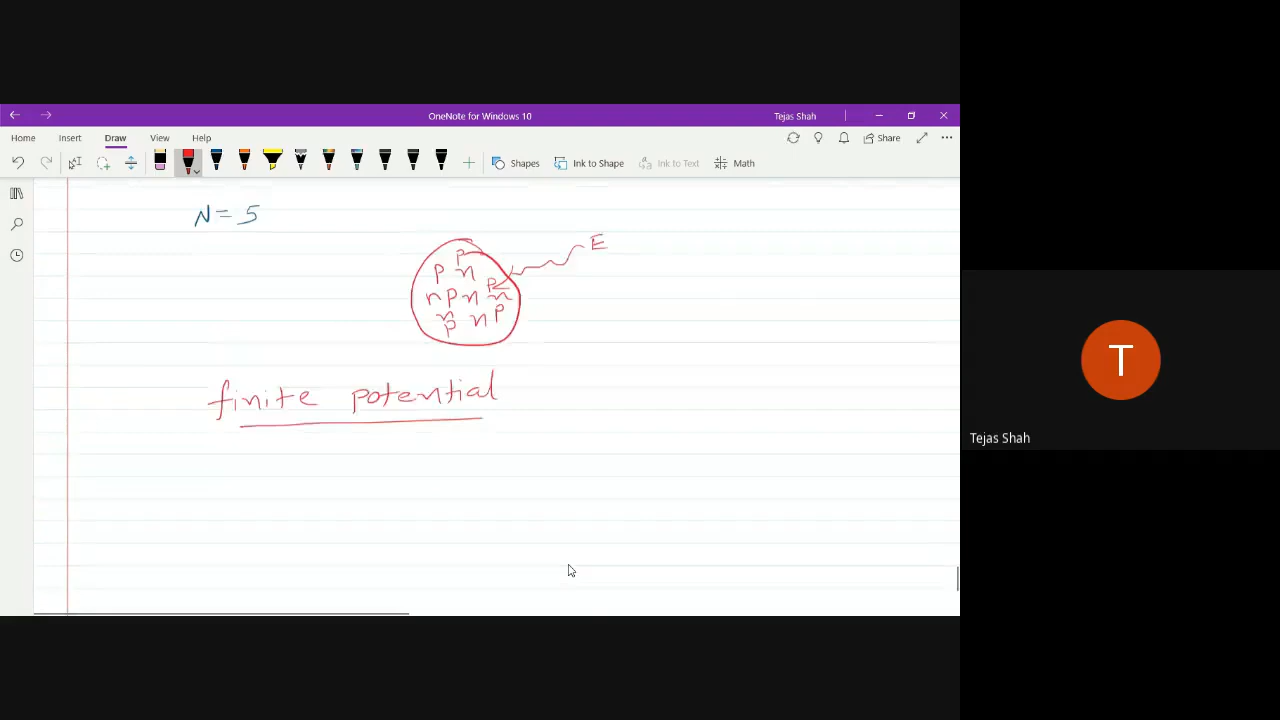 OneNote for Windows 10
Tejas Shah
Home Insert Draw View Help
Share
Shapes Ink to Shape Ink to Text Math
N = 5
E
p
p n
p
n p n n
n n p
p
finite potential
T
Tejas Shah